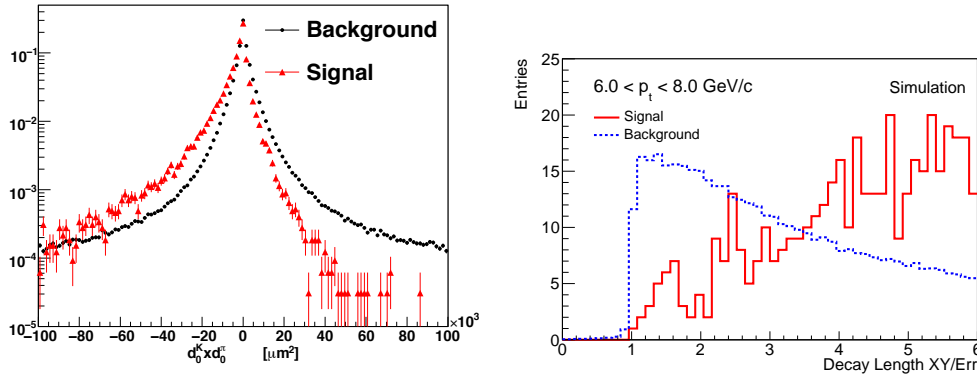 Background
Signal
10⁻¹
10⁻²
10⁻³
10⁻⁴
10⁻⁵
−100 −80 −60 −40 −20 0 20 40 60 80 100
×10³
d₀ᴷxd₀^π [μm²]
Entries
25
20
15
10
5
0
6.0 < pₜ < 8.0 GeV/c
Simulation
Signal
Background
0 1 2 3 4 5 6
Decay Length XY/Err